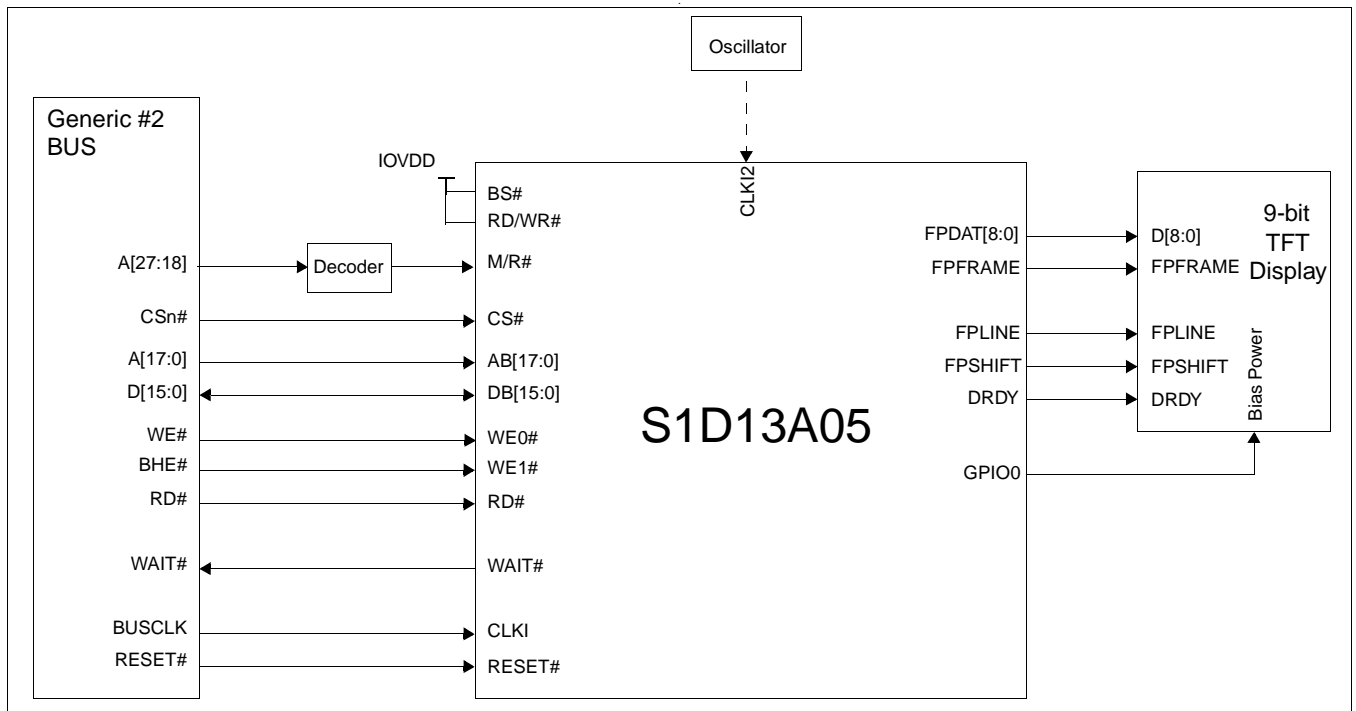 Oscillator
Generic #2
BUS
IOVDD
CLKI2
BS#
RD/WR#
A[27:18]
Decoder
M/R#
CSn#
CS#
A[17:0]
AB[17:0]
D[15:0]
DB[15:0]
WE#
WE0#
BHE#
WE1#
RD#
RD#
WAIT#
WAIT#
BUSCLK
CLKI
RESET#
RESET#
S1D13A05
FPDAT[8:0]
FPFRAME
FPLINE
FPSHIFT
DRDY
GPIO0
D[8:0]
FPFRAME
FPLINE
FPSHIFT
DRDY
9-bit
TFT
Display
Bias Power